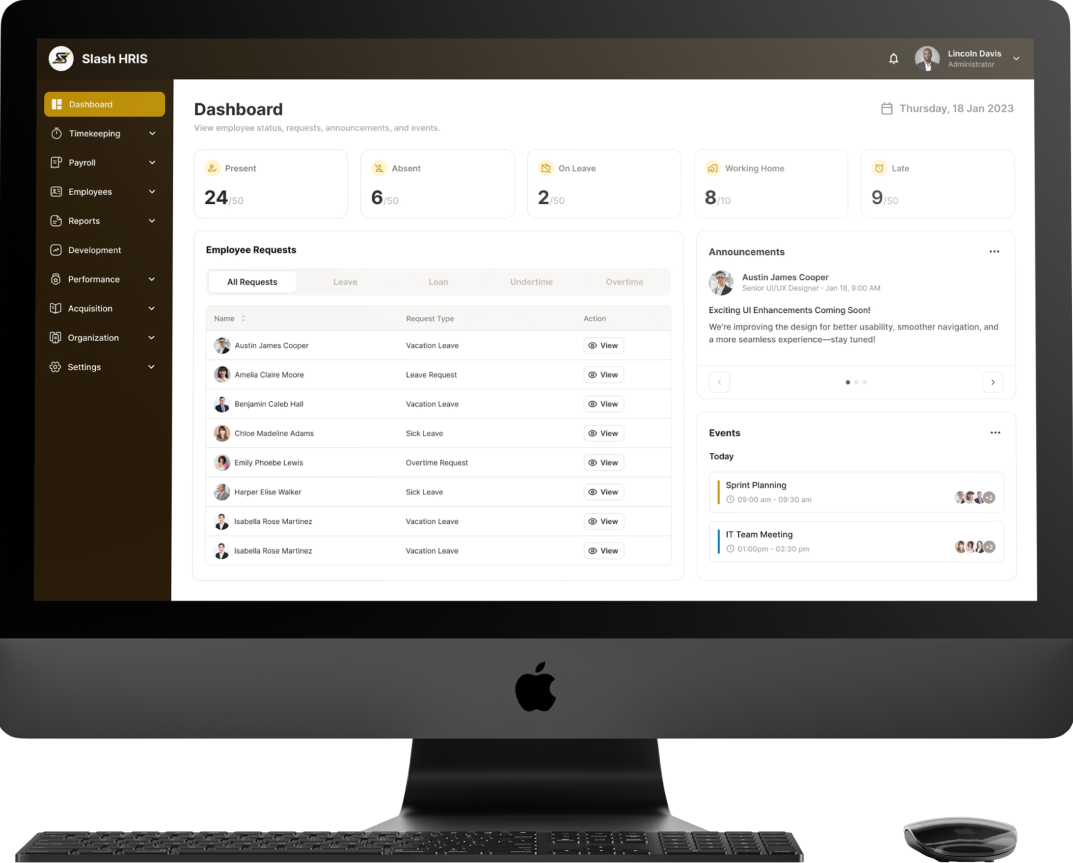 Slash HRIS
Lincoln Davis
Administrator
Dashboard
Timekeeping
Payroll
Employees
Reports
Development
Performance
Acquisition
Organization
Settings
Dashboard
View employee status, requests, announcements, and events.
Thursday, 18 Jan 2023
Present
24/50
Absent
6/50
On Leave
2/50
Working Home
8/10
Late
9/50
Employee Requests
All Requests Leave Loan Undertime Overtime
Name Request Type Action
Austin James Cooper Vacation Leave View
Amelia Claire Moore Leave Request View
Benjamin Caleb Hall Vacation Leave View
Chloe Madeline Adams Sick Leave View
Emily Phoebe Lewis Overtime Request View
Harper Elise Walker Sick Leave View
Isabella Rose Martinez Vacation Leave View
Isabella Rose Martinez Vacation Leave View
Announcements
Austin James Cooper
Senior UI/UX Designer • Jan 18, 9:00 AM
Exciting UI Enhancements Coming Soon!
We're improving the design for better usability, smoother navigation, and
a more seamless experience—stay tuned!
Events
Today
Sprint Planning
09:00 am - 09:30 am
+2
IT Team Meeting
01:00pm - 02:30 pm
+2